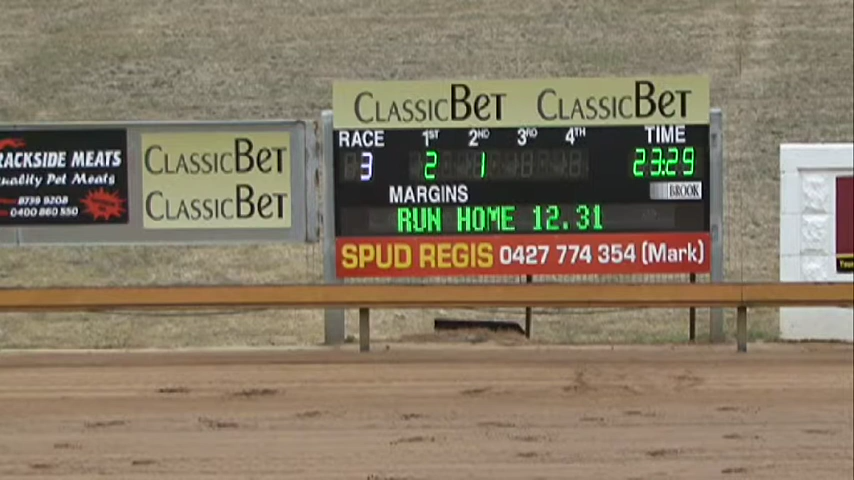 CLASSICBET CLASSICBET
RACE 1ST 2ND 3RD 4TH TIME
3 2 1 23:29
MARGINS BROOK
RUN HOME 12.31
SPUD REGIS 0427 774 354 (Mark)
RACKSIDE MEATS
uality Pet Meats
8739 9208
0400 860 550
CLASSICBET
CLASSICBET